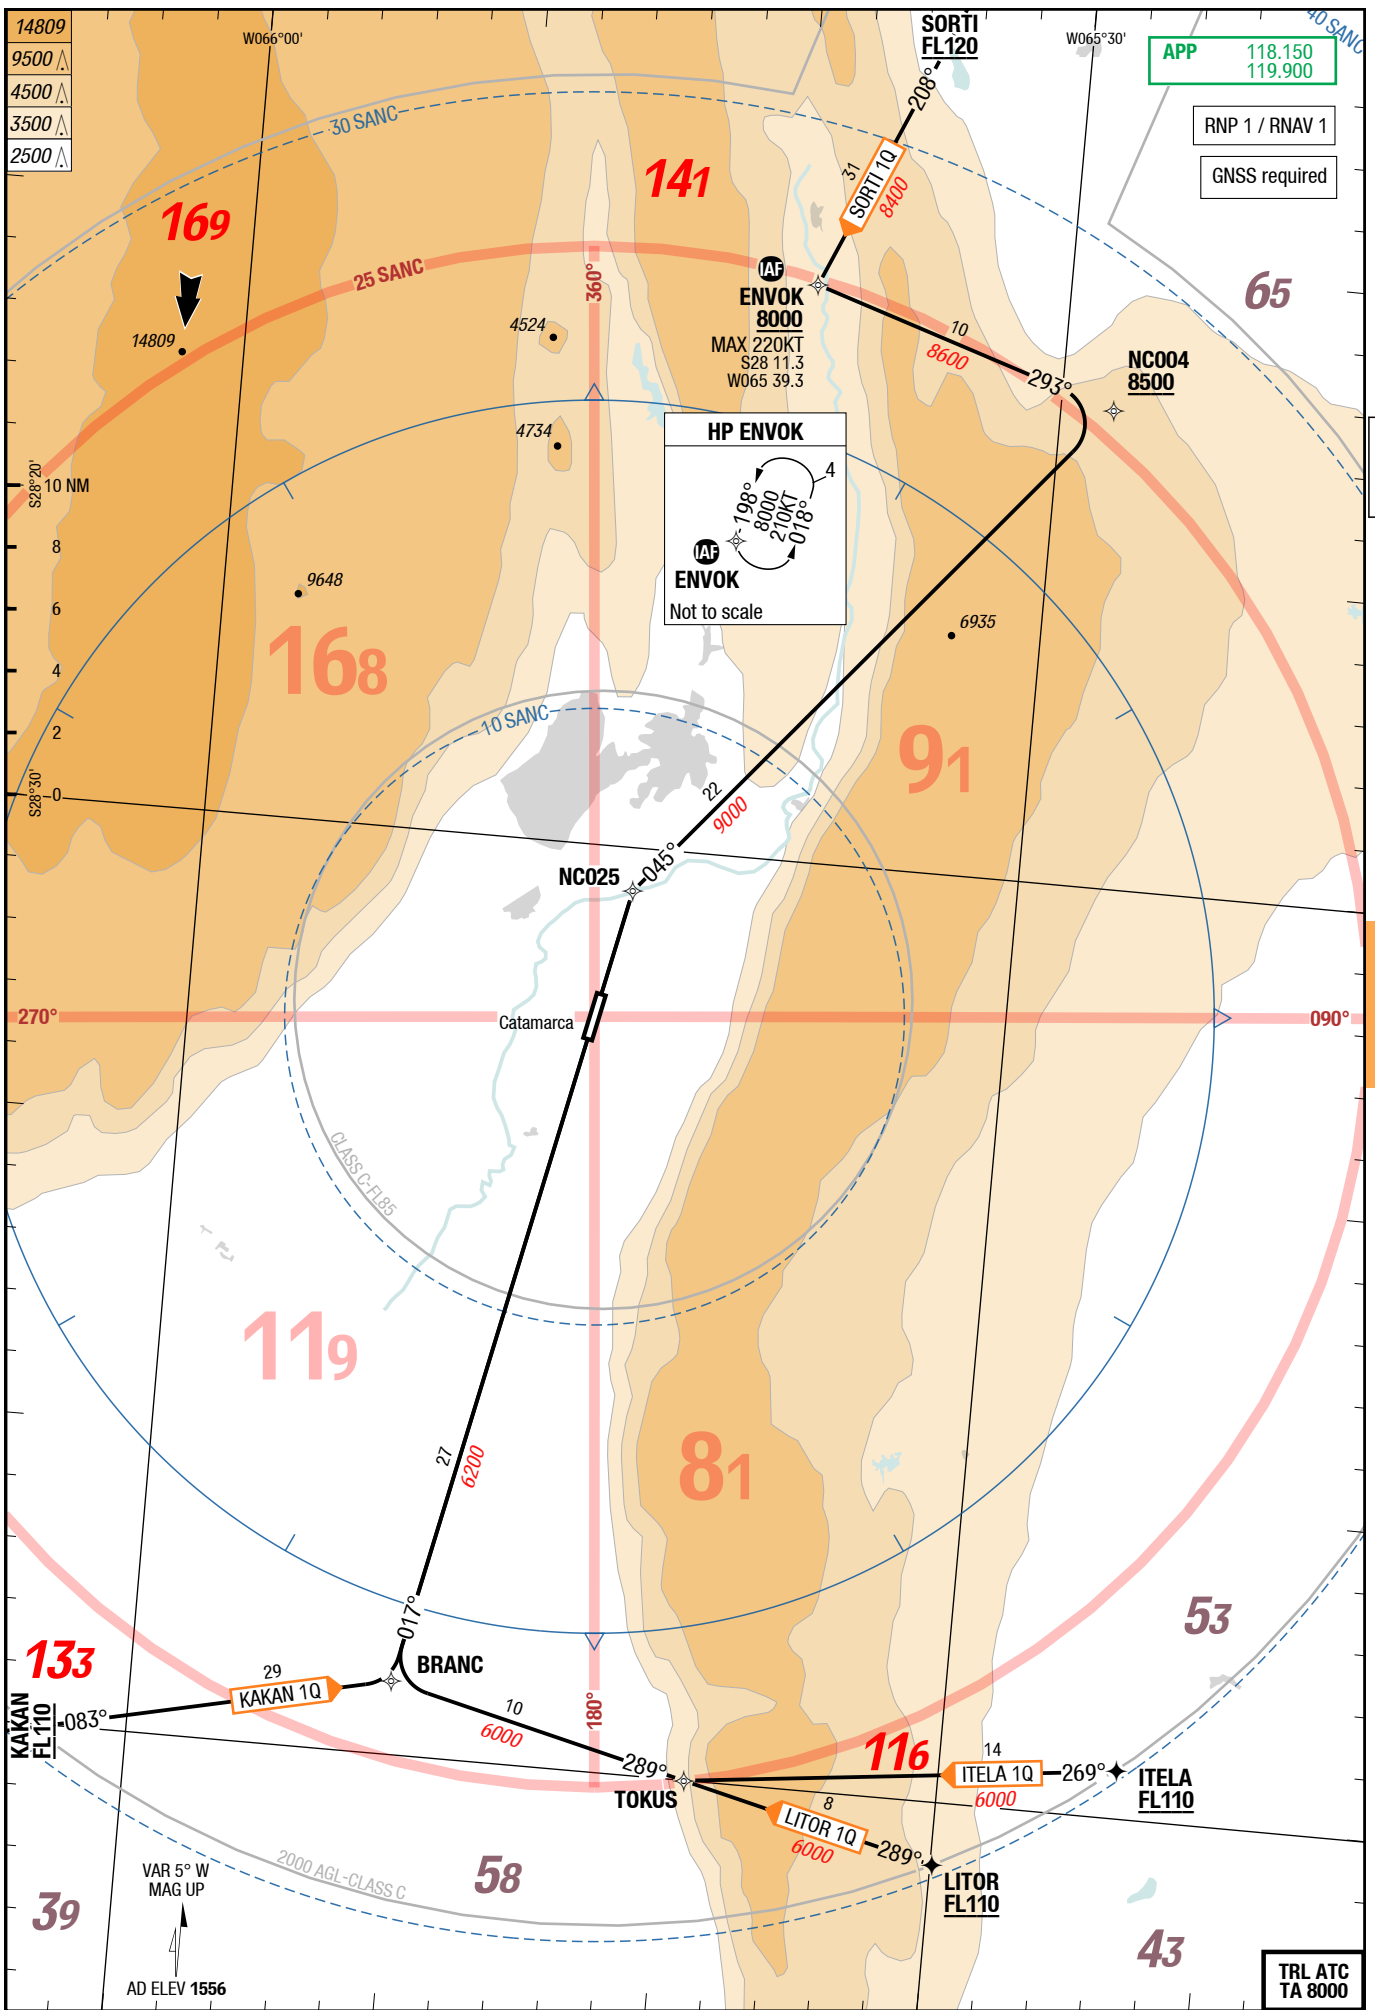 14809
9500
4500
3500
2500
W066°00'
SORTI
FL120
W065°30'
40 SANC
APP 118.150
119.900
RNP 1 / RNAV 1
GNSS required
208°
30 SANC
31
SORTI 1Q
8400
141
169
25 SANC
360°
IAF
ENVOK
8000
MAX 220KT
S28 11.3
W065 39.3
65
14809
4524
10
8600
293°
NC004
8500
4734
HP ENVOK
4
198°
8000
210KT
018°
IAF
ENVOK
Not to scale
S28°20'
10 NM
8
6
4
2
0
S28°30'
9648
6935
168
91
10 SANC
22
9000
045°
NC025
270°
Catamarca
090°
CLASS C-FL85
119
27
6200
81
017°
53
133
BRANC
29
KAKAN 1Q
KAKAN
FL110
083°
10
6000
180°
289°
TOKUS
116
14
ITELA 1Q
269°
6000
ITELA
FL110
8
LITOR 1Q
6000
289°
LITOR
FL110
2000 AGL-CLASS C
58
39
43
VAR 5° W
MAG UP
AD ELEV 1556
TRL ATC
TA 8000